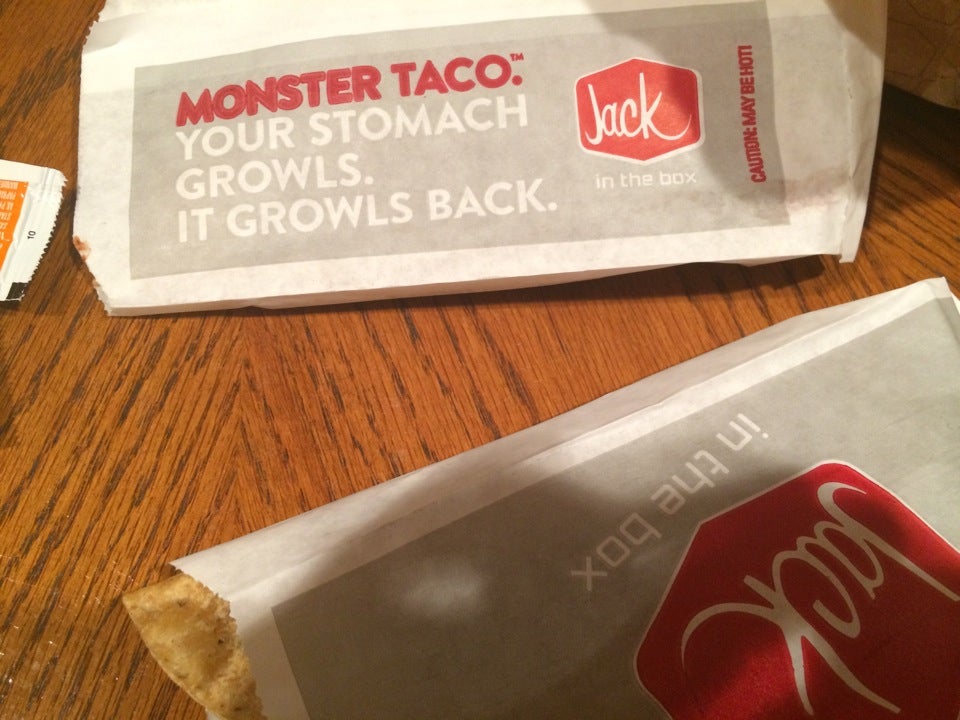 MONSTER TACO.™
YOUR STOMACH
GROWLS.
IT GROWLS BACK.
Jack
in the box
CAUTION: MAY BE HOT!
10
in the box
Jack